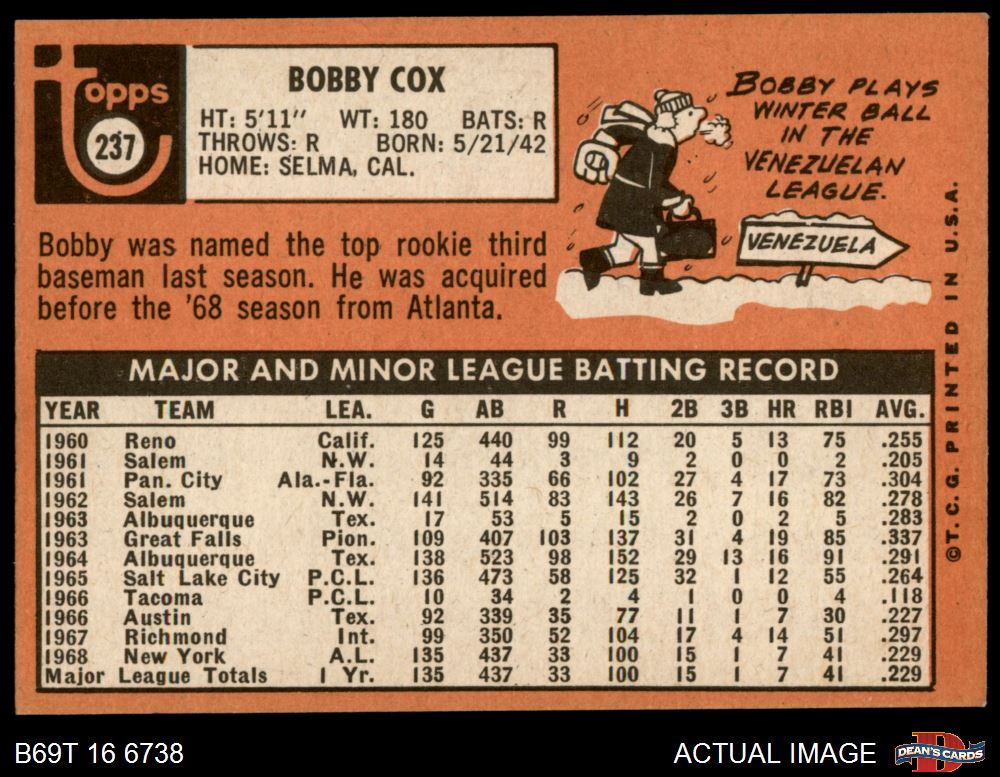 topps
237
BOBBY COX
HT: 5'11" WT: 180 BATS: R
THROWS: R BORN: 5/21/42
HOME: SELMA, CAL.
BOBBY PLAYS
WINTER BALL
IN THE
VENEZUELAN
LEAGUE.
VENEZUELA
Bobby was named the top rookie third
baseman last season. He was acquired
before the '68 season from Atlanta.
MAJOR AND MINOR LEAGUE BATTING RECORD
YEAR TEAM LEA. G AB R H 2B 3B HR RBI AVG.
1960 Reno Calif. 125 440 99 112 20 5 13 75 .255
1961 Salem N.W. 14 44 3 9 2 0 0 2 .205
1961 Pan. City Ala.-Fla. 92 335 66 102 27 4 17 73 .304
1962 Salem N.W. 141 514 83 143 26 7 16 82 .278
1963 Albuquerque Tex. 17 53 5 15 2 0 2 5 .283
1963 Great Falls Pion. 109 407 103 137 31 4 19 85 .337
1964 Albuquerque Tex. 138 523 98 152 29 13 16 91 .291
1965 Salt Lake City P.C.L. 136 473 58 125 32 1 12 55 .264
1966 Tacoma P.C.L. 10 34 2 4 1 0 0 4 .118
1966 Austin Tex. 92 339 35 77 11 1 7 30 .227
1967 Richmond Int. 99 350 52 104 17 4 14 51 .297
1968 New York A.L. 135 437 33 100 15 1 7 41 .229
Major League Totals 1 Yr. 135 437 33 100 15 1 7 41 .229
©T.C.G. PRINTED IN U.S.A.
B69T 16 6738
ACTUAL IMAGE
DEAN'S CARDS